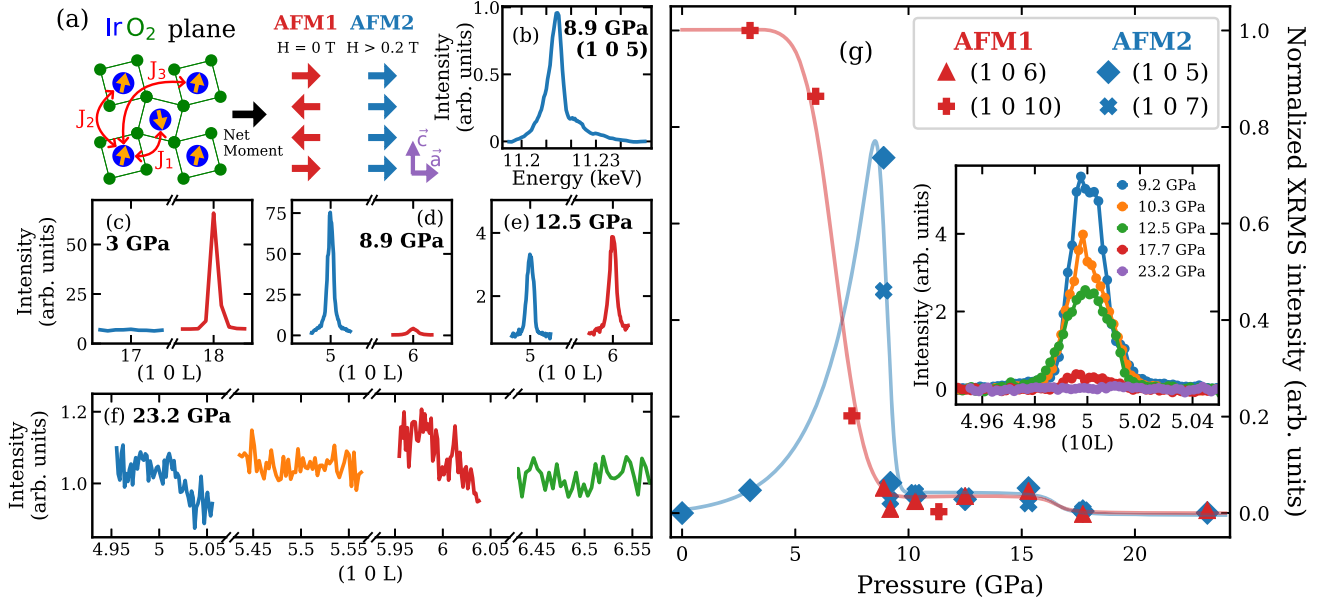 (a)
IrO₂ plane
J₃
J₂
J₁
Net
Moment
AFM1
AFM2
H = 0 T
H > 0.2 T
c⃗
a⃗
(b)
8.9 GPa
(1 0 5)
Intensity
(arb. units)
1.0
0.5
0
11.2
11.23
Energy (keV)
(c)
3 GPa
Intensity
(arb. units)
50
25
0
17
18
(1 0 L)
(d)
8.9 GPa
75
50
25
0
5
6
(1 0 L)
(e)
12.5 GPa
4
2
5
6
(1 0 L)
(f)
23.2 GPa
Intensity
(arb. units)
1.2
1.0
4.95
5
5.05
5.45
5.5
5.55
5.95
6
6.05
6.45
6.5
6.55
(1 0 L)
(g)
AFM1
AFM2
(1 0 6)
(1 0 5)
(1 0 10)
(1 0 7)
Intensity (arb. units)
4
2
0
9.2 GPa
10.3 GPa
12.5 GPa
17.7 GPa
23.2 GPa
4.96
4.98
5
5.02
5.04
(10L)
0
5
10
15
20
Pressure (GPa)
1.0
0.8
0.6
0.4
0.2
0.0
Normalized XRMS intensity (arb. units)